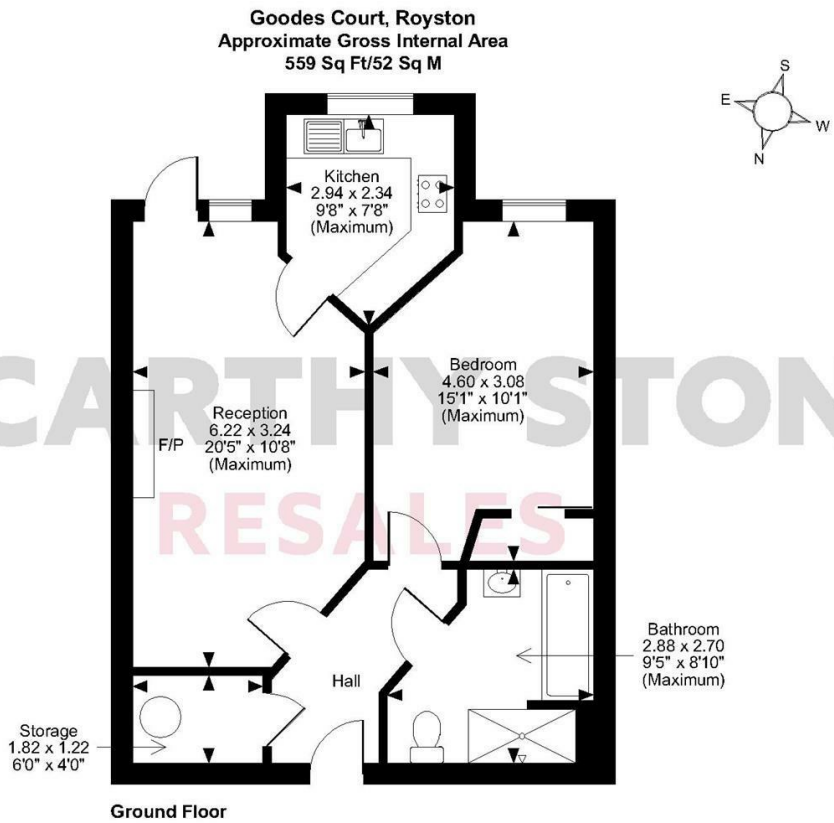 Goodes Court, Royston
Approximate Gross Internal Area
559 Sq Ft/52 Sq M
S
E
W
N
Kitchen
2.94 x 2.34
9'8" x 7'8"
(Maximum)
Bedroom
4.60 x 3.08
15'1" x 10'1"
(Maximum)
CARTHY STON
Reception
6.22 x 3.24
20'5" x 10'8"
(Maximum)
F/P
RESALES
Bathroom
2.88 x 2.70
9'5" x 8'10"
(Maximum)
Hall
Storage
1.82 x 1.22
6'0" x 4'0"
Ground Floor